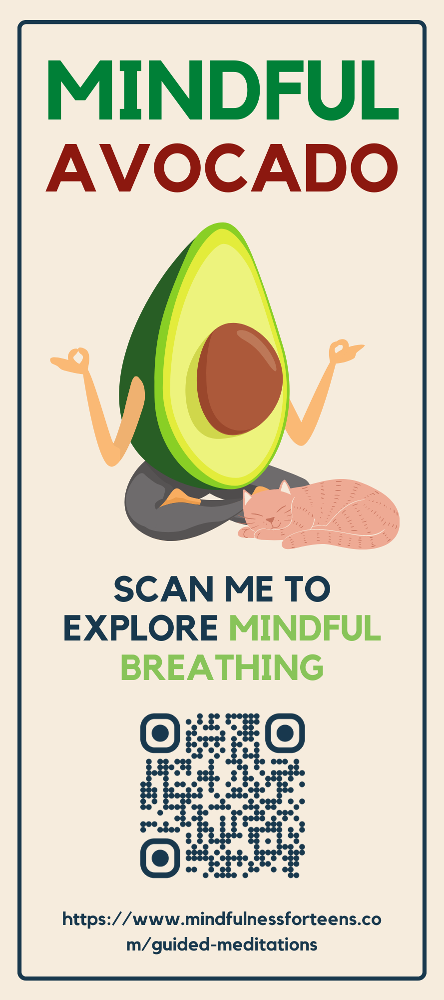 MINDFUL
AVOCADO
SCAN ME TO
EXPLORE MINDFUL
BREATHING
https://www.mindfulnessforteens.co
m/guided-meditations